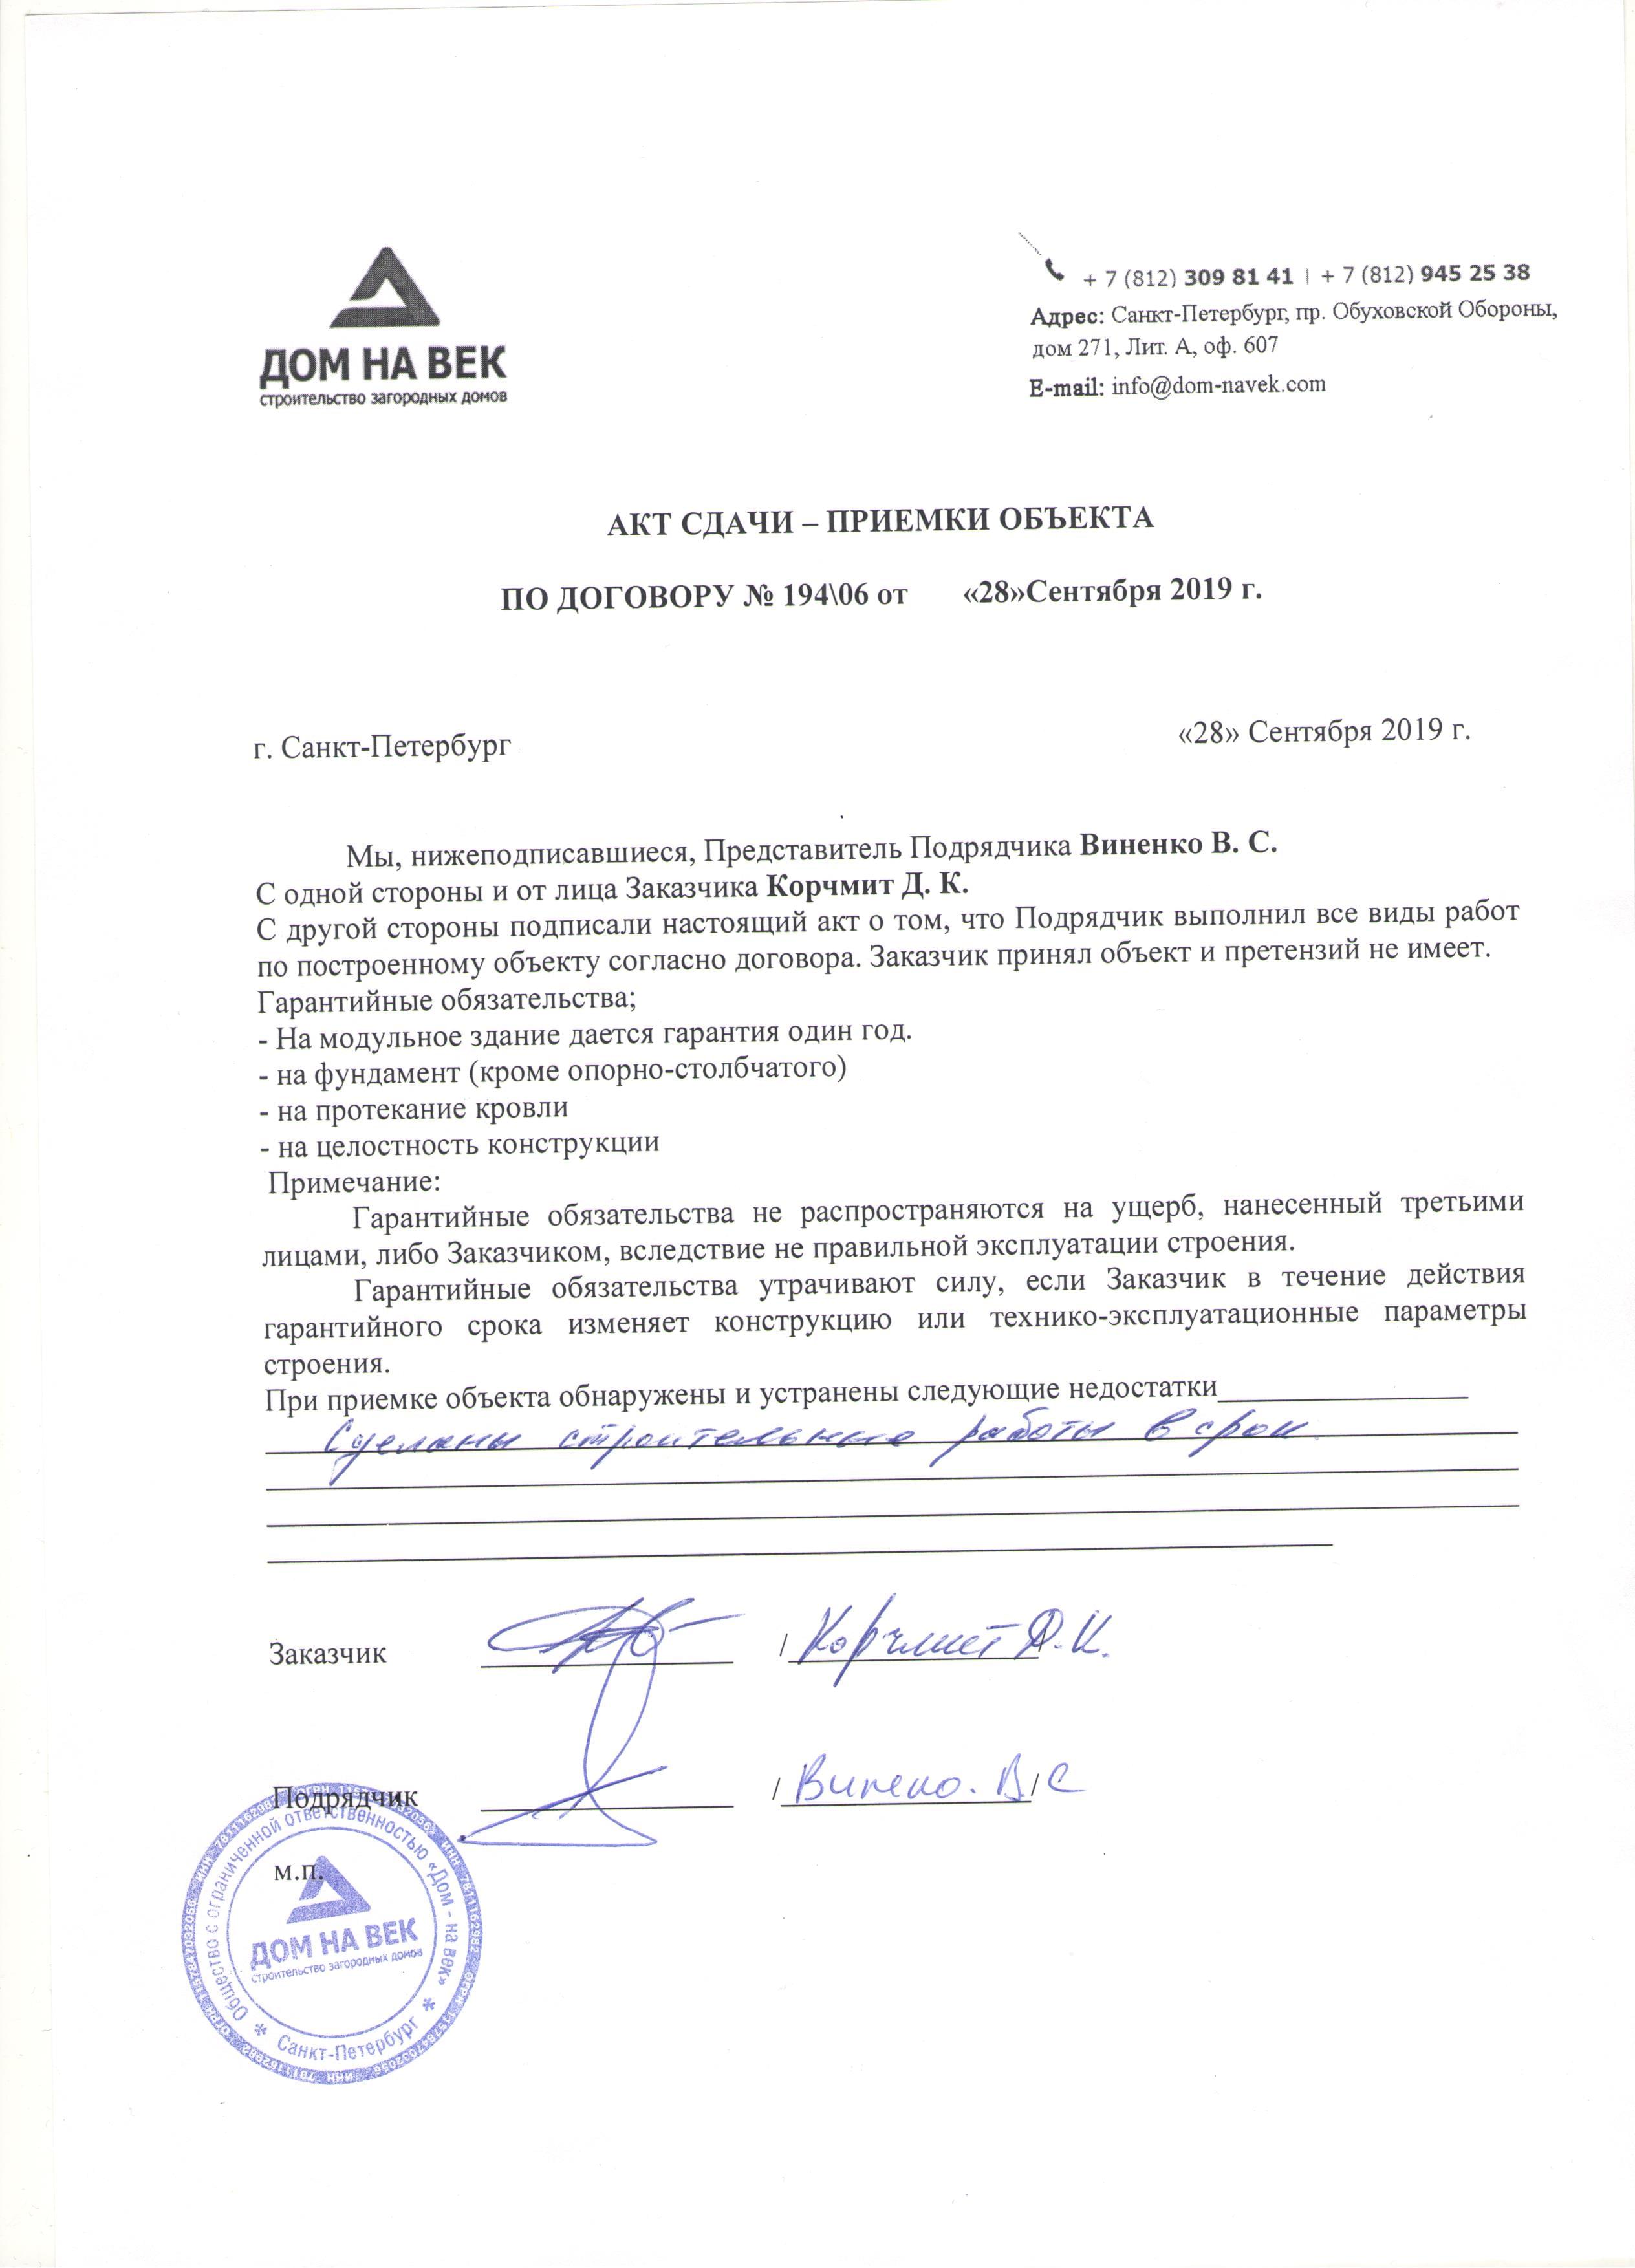 ДОМ НА ВЕК
строительство загородных домов
+ 7 (812) 309 81 41 | + 7 (812) 945 25 38
Адрес: Санкт-Петербург, пр. Обуховской Обороны,
дом 271, Лит. А, оф. 607
E-mail: info@dom-navek.com
АКТ СДАЧИ – ПРИЕМКИ ОБЪЕКТА
ПО ДОГОВОРУ № 194\06 от «28»Сентября 2019 г.
г. Санкт-Петербург «28» Сентября 2019 г.
Мы, нижеподписавшиеся, Представитель Подрядчика Виненко В. С.
С одной стороны и от лица Заказчика Корчмит Д. К.
С другой стороны подписали настоящий акт о том, что Подрядчик выполнил все виды работ
по построенному объекту согласно договора. Заказчик принял объект и претензий не имеет.
Гарантийные обязательства;
- На модульное здание дается гарантия один год.
- на фундамент (кроме опорно-столбчатого)
- на протекание кровли
- на целостность конструкции
Примечание:
Гарантийные обязательства не распространяются на ущерб, нанесенный третьими
лицами, либо Заказчиком, вследствие не правильной эксплуатации строения.
Гарантийные обязательства утрачивают силу, если Заказчик в течение действия
гарантийного срока изменяет конструкцию или технико-эксплуатационные параметры
строения.
При приемке объекта обнаружены и устранены следующие недостатки
Сделаны строительные работы в срок.
Заказчик / Корчмит Д. К. /
Подрядчик / Виненко. В. С /
м.п.
Общество с ограниченной ответственностью «Дом - на век»
ДОМ НА ВЕК
строительство загородных домов
* Санкт-Петербург *